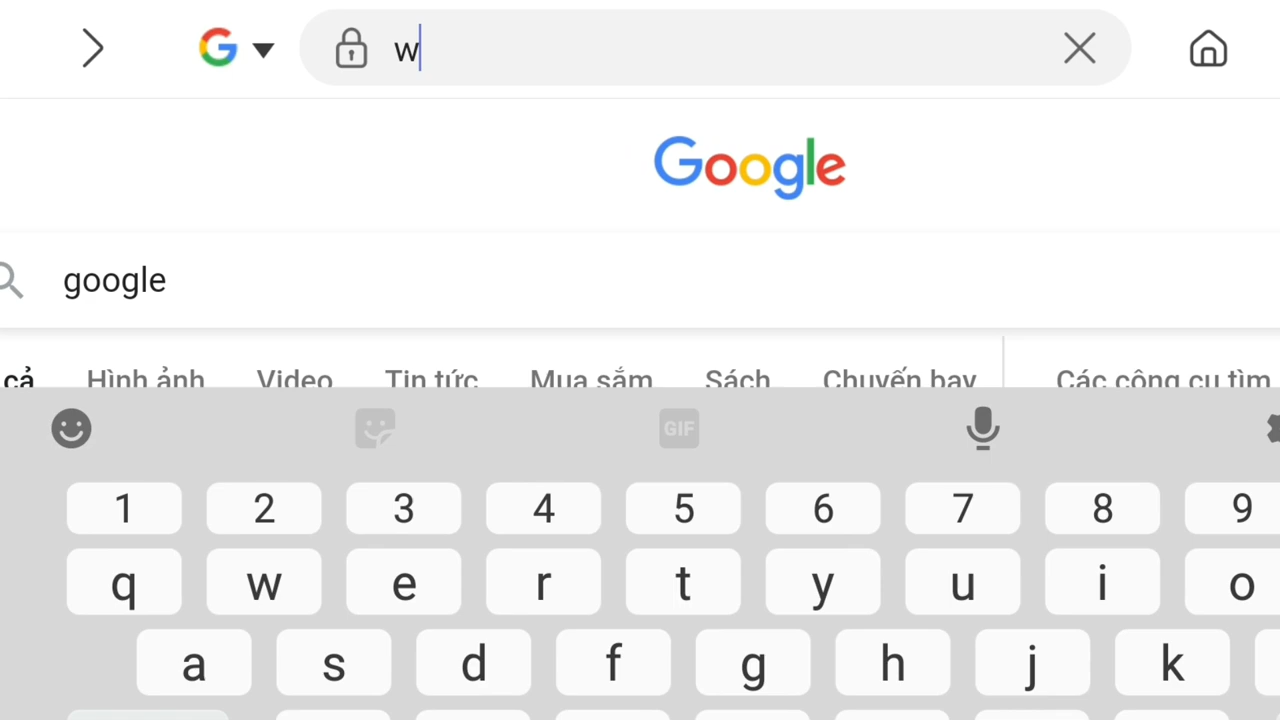 w
Google
google
cả Hình ảnh Video Tin tức Mua sắm Sách Chuyến bay Các công cụ tìm
GIF
1 2 3 4 5 6 7 8 9
q w e r t y u i o
a s d f g h j k